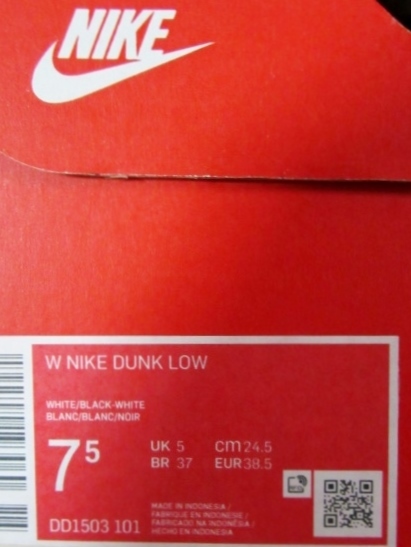 NIKE
W NIKE DUNK LOW
WHITE/BLACK-WHITE
BLANC/BLANC/NOIR
7⁵
UK 5 cm 24.5
BR 37 EUR 38.5
DD1503 101
MADE IN INDONESIA /
FABRIQUE EN INDONESIE /
FABRICADO NA INDONÉSIA /
HECHO EN INDONESIA